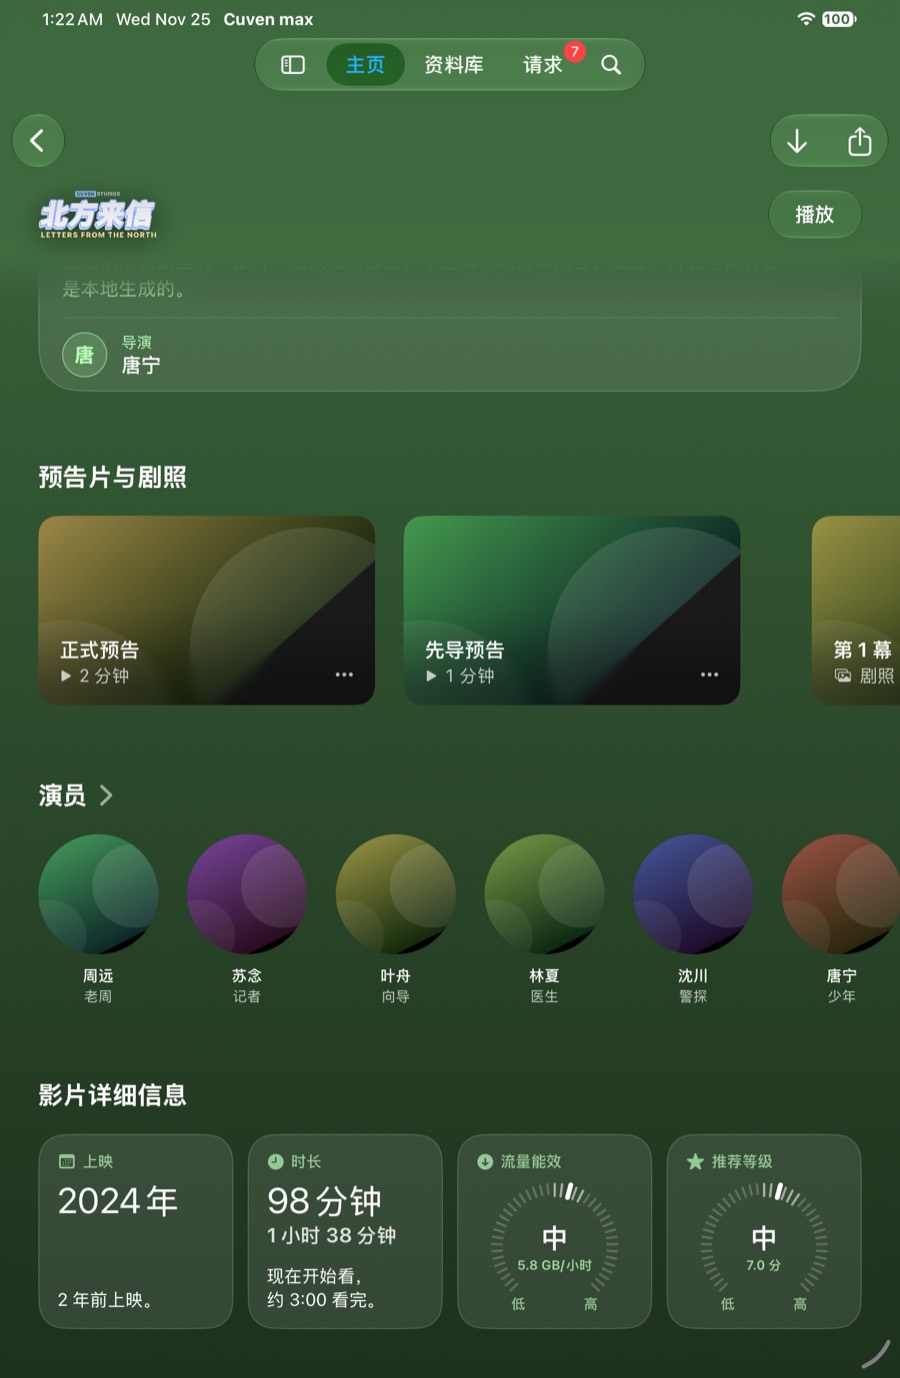 1:22 AM Wed Nov 25 Cuven max
100
主页 资料库 请求 7
CUVEN STUDIOS
北方来信
LETTERS FROM THE NORTH
播放
是本地生成的。
唐
导演
唐宁
预告片与剧照
正式预告
2 分钟
先导预告
1 分钟
第 1 幕
剧照
演员
周远
老周
苏念
记者
叶舟
向导
林夏
医生
沈川
警探
唐宁
少年
影片详细信息
上映
2024 年
2 年前上映。
时长
98 分钟
1 小时 38 分钟
现在开始看，
约 3:00 看完。
流量能效
中
5.8 GB/小时
低 高
推荐等级
中
7.0 分
低 高